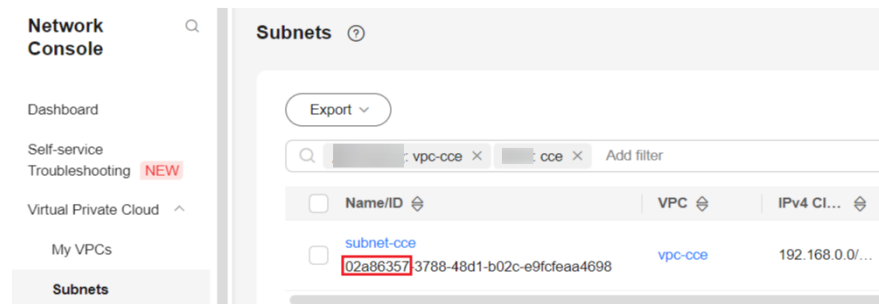 Network
Console
Dashboard
Self-service
Troubleshooting NEW
Virtual Private Cloud
My VPCs
Subnets
Subnets ?
Export
: vpc-cce × : cce × Add filter
Name/ID VPC IPv4 CI...
subnet-cce
02a86357-3788-48d1-b02c-e9fcfeaa4698 vpc-cce 192.168.0.0/...